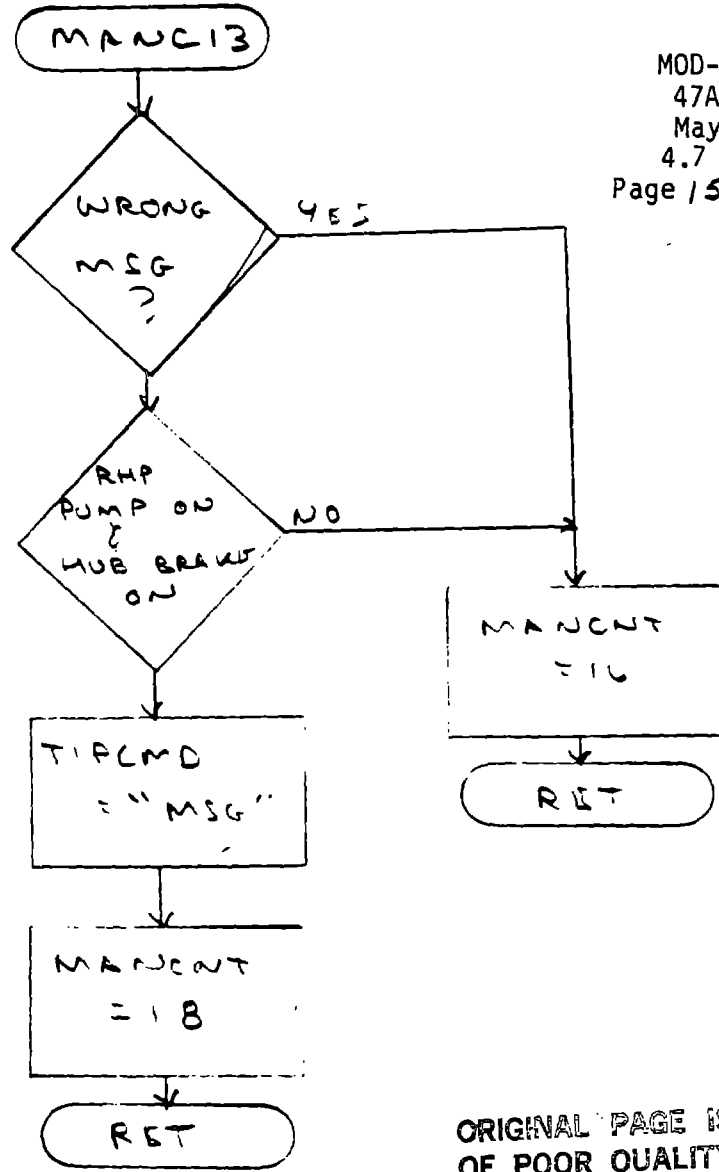 MANC13
MOD-
47A
May
4.7
Page 15
WRONG
MSG
?
YES
RHP
PUMP ON
&
HUB BRAKE
ON
NO
MANCNT
= 16
RET
TIPCMD
= "MSG"
MANCNT
= 18
RET
ORIGINAL PAGE IS
OF POOR QUALITY